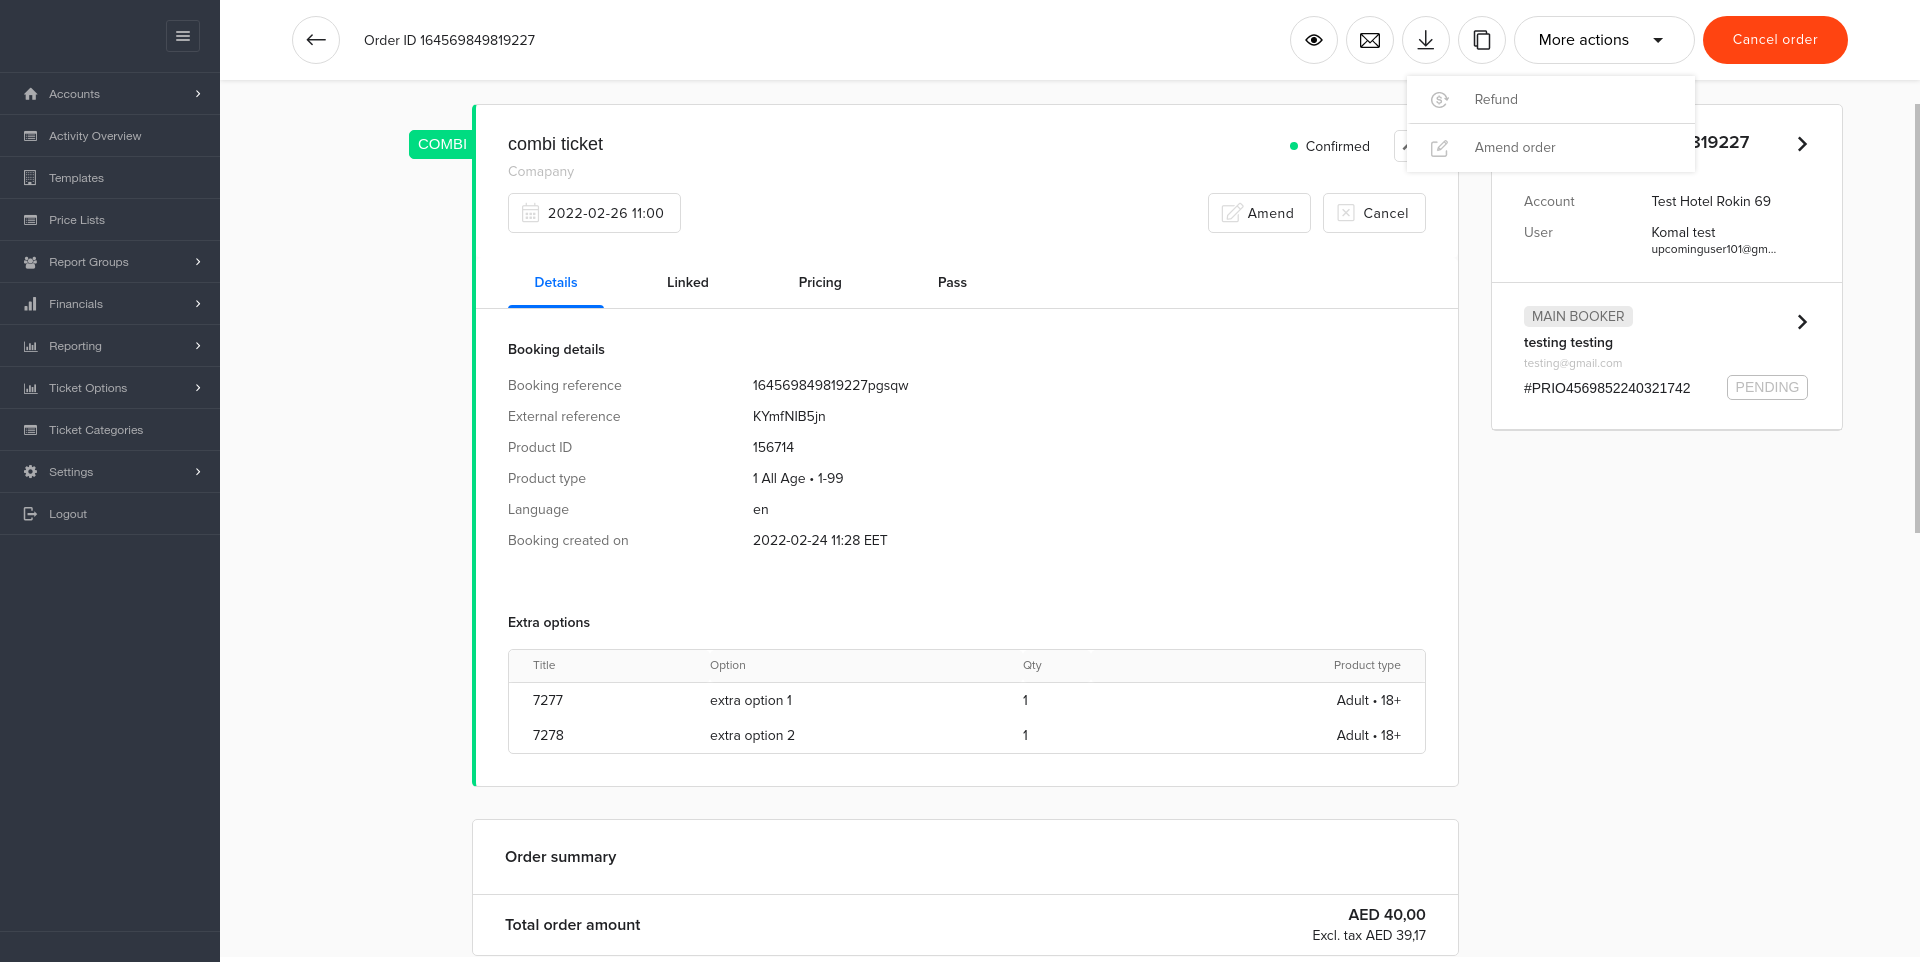 Order ID 164569849819227
More actions
Cancel order
Refund
Amend order
Accounts
Activity Overview
Templates
Price Lists
Report Groups
Financials
Reporting
Ticket Options
Ticket Categories
Settings
Logout
COMBI
combi ticket
Comapany
Confirmed
2022-02-26 11:00
Amend
Cancel
Details
Linked
Pricing
Pass
Booking details
Booking reference 164569849819227pgsqw
External reference KYmfNIB5jn
Product ID 156714
Product type 1 All Age • 1-99
Language en
Booking created on 2022-02-24 11:28 EET
Extra options
Title Option Qty Product type
7277 extra option 1 1 Adult • 18+
7278 extra option 2 1 Adult • 18+
Order summary
Total order amount AED 40,00
Excl. tax AED 39,17
819227
Account Test Hotel Rokin 69
User Komal test
upcominguser101@gm...
MAIN BOOKER
testing testing
testing@gmail.com
#PRIO4569852240321742 PENDING